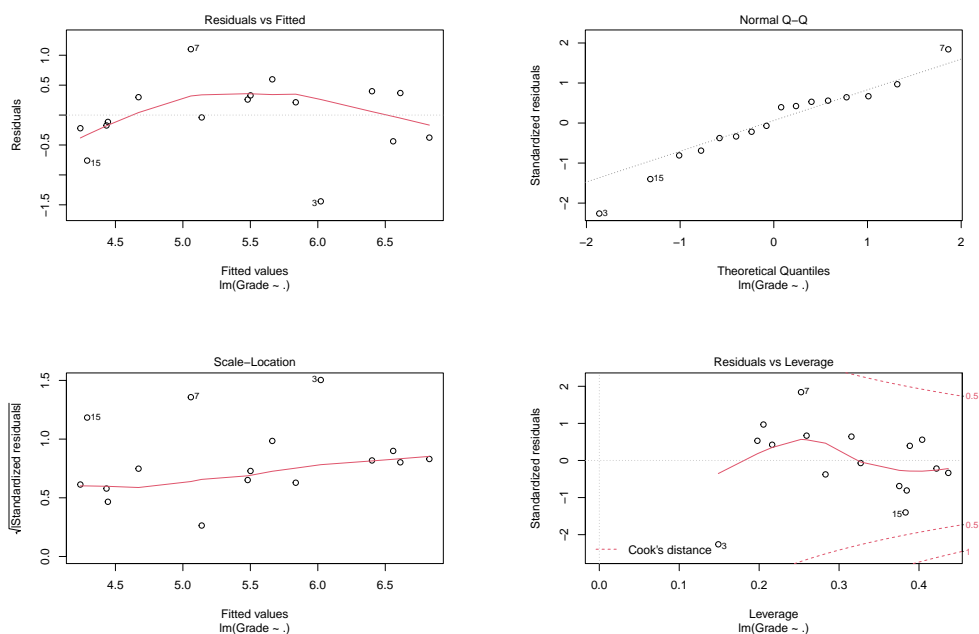 Residuals vs Fitted
Residuals
1.0
0.5
−0.5
−1.5
7
15
3
4.5 5.0 5.5 6.0 6.5
Fitted values
lm(Grade ~ .)
Normal Q−Q
Standardized residuals
2
1
0
−1
−2
7
15
3
−2 −1 0 1 2
Theoretical Quantiles
lm(Grade ~ .)
Scale−Location
√|Standardized residuals|
1.5
1.0
0.5
0.0
3
7
15
4.5 5.0 5.5 6.0 6.5
Fitted values
lm(Grade ~ .)
Residuals vs Leverage
Standardized residuals
2
1
0
−1
−2
7
15
3
0.5
0.5
1
Cook's distance
0.0 0.1 0.2 0.3 0.4
Leverage
lm(Grade ~ .)